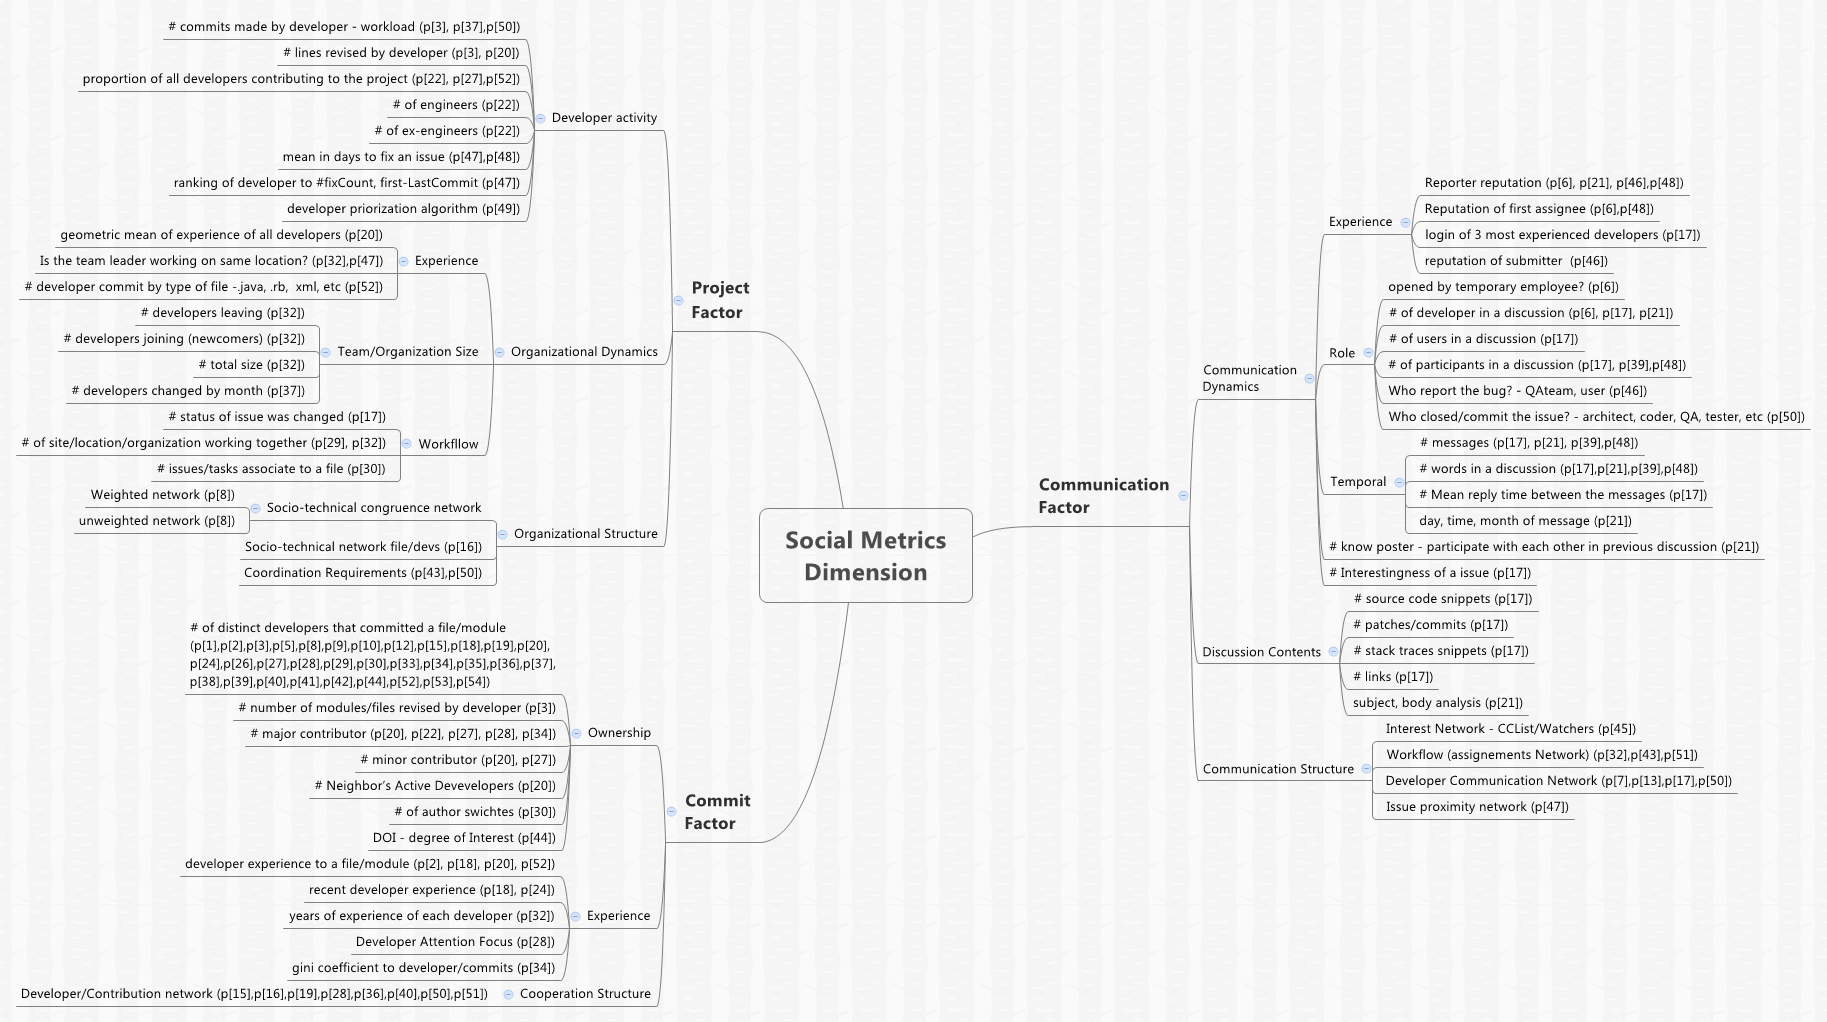 Social Metrics
Dimension
Project
Factor
Developer activity
# commits made by developer - workload (p[3], p[37],p[50])
# lines revised by developer (p[3], p[20])
proportion of all developers contributing to the project (p[22], p[27],p[52])
# of engineers (p[22])
# of ex-engineers (p[22])
mean in days to fix an issue (p[47],p[48])
ranking of developer to #fixCount, first-LastCommit (p[47])
developer priorization algorithm (p[49])
Organizational Dynamics
Experience
geometric mean of experience of all developers (p[20])
Is the team leader working on same location? (p[32],p[47])
# developer commit by type of file -.java, .rb, xml, etc (p[52])
Team/Organization Size
# developers leaving (p[32])
# developers joining (newcomers) (p[32])
# total size (p[32])
# developers changed by month (p[37])
Workfllow
# status of issue was changed (p[17])
# of site/location/organization working together (p[29], p[32])
# issues/tasks associate to a file (p[30])
Organizational Structure
Socio-technical congruence network
Weighted network (p[8])
unweighted network (p[8])
Socio-technical network file/devs (p[16])
Coordination Requirements (p[43],p[50])
Commit
Factor
Ownership
# of distinct developers that committed a file/module
(p[1],p[2],p[3],p[5],p[8],p[9],p[10],p[12],p[15],p[18],p[19],p[20],
p[24],p[26],p[27],p[28],p[29],p[30],p[33],p[34],p[35],p[36],p[37],
p[38],p[39],p[40],p[41],p[42],p[44],p[52],p[53],p[54])
# number of modules/files revised by developer (p[3])
# major contributor (p[20], p[22], p[27], p[28], p[34])
# minor contributor (p[20], p[27])
# Neighbor's Active Devevelopers (p[20])
# of author swichtes (p[30])
DOI - degree of Interest (p[44])
Experience
developer experience to a file/module (p[2], p[18], p[20], p[52])
recent developer experience (p[18], p[24])
years of experience of each developer (p[32])
Developer Attention Focus (p[28])
gini coefficient to developer/commits (p[34])
Cooperation Structure
Developer/Contribution network (p[15],p[16],p[19],p[28],p[36],p[40],p[50],p[51])
Communication
Factor
Communication
Dynamics
Experience
Reporter reputation (p[6], p[21], p[46],p[48])
Reputation of first assignee (p[6],p[48])
login of 3 most experienced developers (p[17])
reputation of submitter (p[46])
Role
opened by temporary employee? (p[6])
# of developer in a discussion (p[6], p[17], p[21])
# of users in a discussion (p[17])
# of participants in a discussion (p[17], p[39],p[48])
Who report the bug? - QAteam, user (p[46])
Who closed/commit the issue? - architect, coder, QA, tester, etc (p[50])
Temporal
# messages (p[17], p[21], p[39],p[48])
# words in a discussion (p[17],p[21],p[39],p[48])
# Mean reply time between the messages (p[17])
day, time, month of message (p[21])
# know poster - participate with each other in previous discussion (p[21])
# Interestingness of a issue (p[17])
Discussion Contents
# source code snippets (p[17])
# patches/commits (p[17])
# stack traces snippets (p[17])
# links (p[17])
subject, body analysis (p[21])
Communication Structure
Interest Network - CCList/Watchers (p[45])
Workflow (assignements Network) (p[32],p[43],p[51])
Developer Communication Network (p[7],p[13],p[17],p[50])
Issue proximity network (p[47])